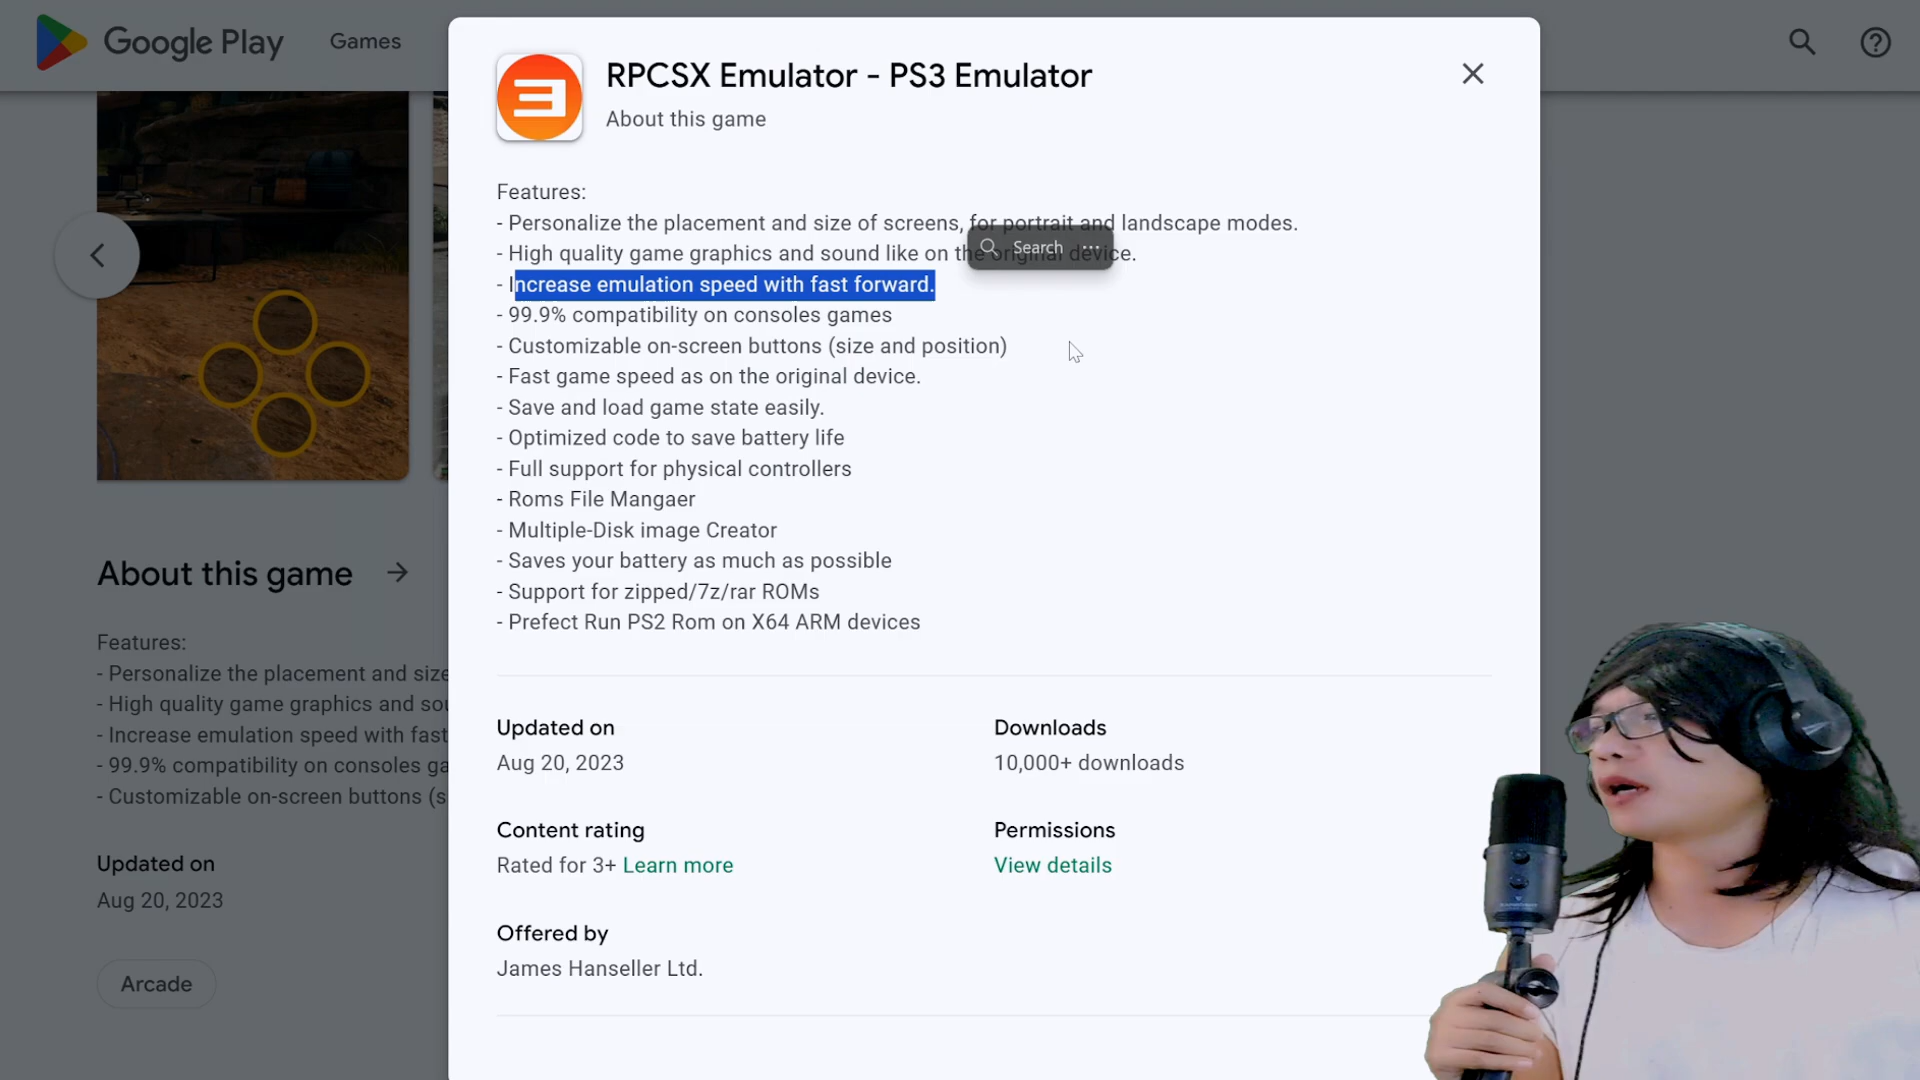 Google Play
Games
RPCSX Emulator - PS3 Emulator
About this game
Features:
- Personalize the placement and size of screens, for portrait and landscape modes.
- High quality game graphics and sound like on the original device.
Search
- Increase emulation speed with fast forward.
- 99.9% compatibility on consoles games
- Customizable on-screen buttons (size and position)
- Fast game speed as on the original device.
- Save and load game state easily.
- Optimized code to save battery life
- Full support for physical controllers
- Roms File Mangaer
- Multiple-Disk image Creator
- Saves your battery as much as possible
- Support for zipped/7z/rar ROMs
- Prefect Run PS2 Rom on X64 ARM devices
Updated on
Aug 20, 2023
Downloads
10,000+ downloads
Content rating
Rated for 3+ Learn more
Permissions
View details
Offered by
James Hanseller Ltd.
About this game
Features:
- Personalize the placement and size
- High quality game graphics and sou
- Increase emulation speed with fast
- 99.9% compatibility on consoles ga
- Customizable on-screen buttons (s
Updated on
Aug 20, 2023
Arcade